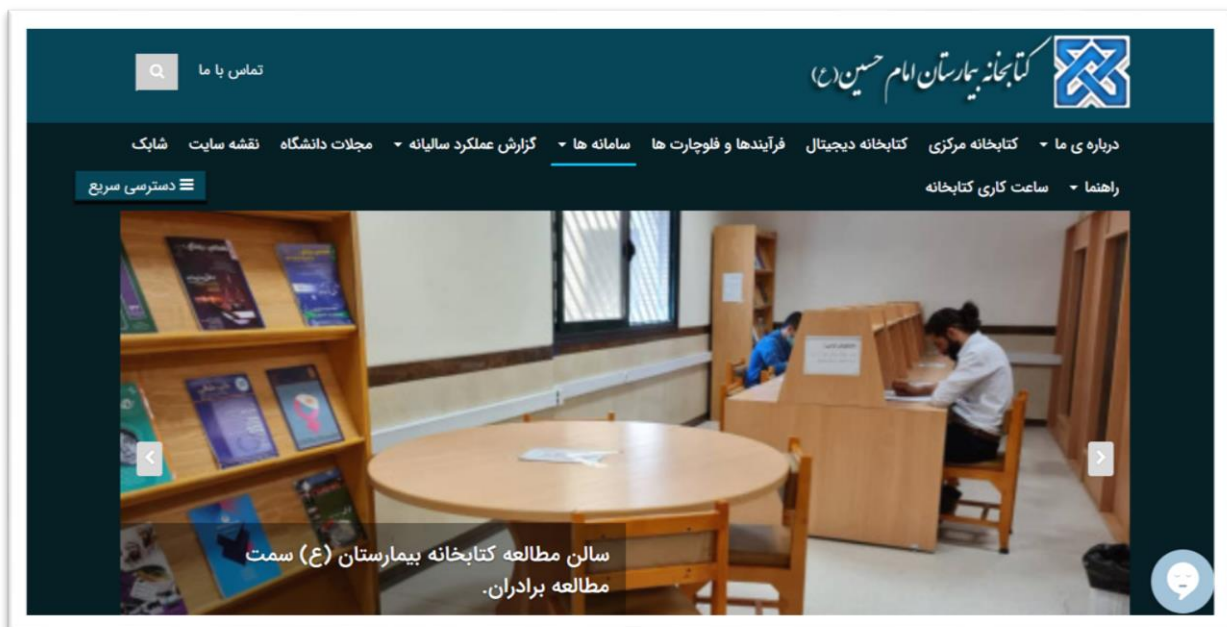 کتابخانه بیمارستان امام حسین (ع)
تماس با ما
درباره ی ما
کتابخانه مرکزی
کتابخانه دیجیتال
فرآیندها و فلوچارت ها
سامانه ها
گزارش عملکرد سالیانه
مجلات دانشگاه
نقشه سایت
شابک
راهنما
ساعت کاری کتابخانه
دسترسی سریع
سالن مطالعه کتابخانه بیمارستان (ع) سمت
مطالعه برادران.